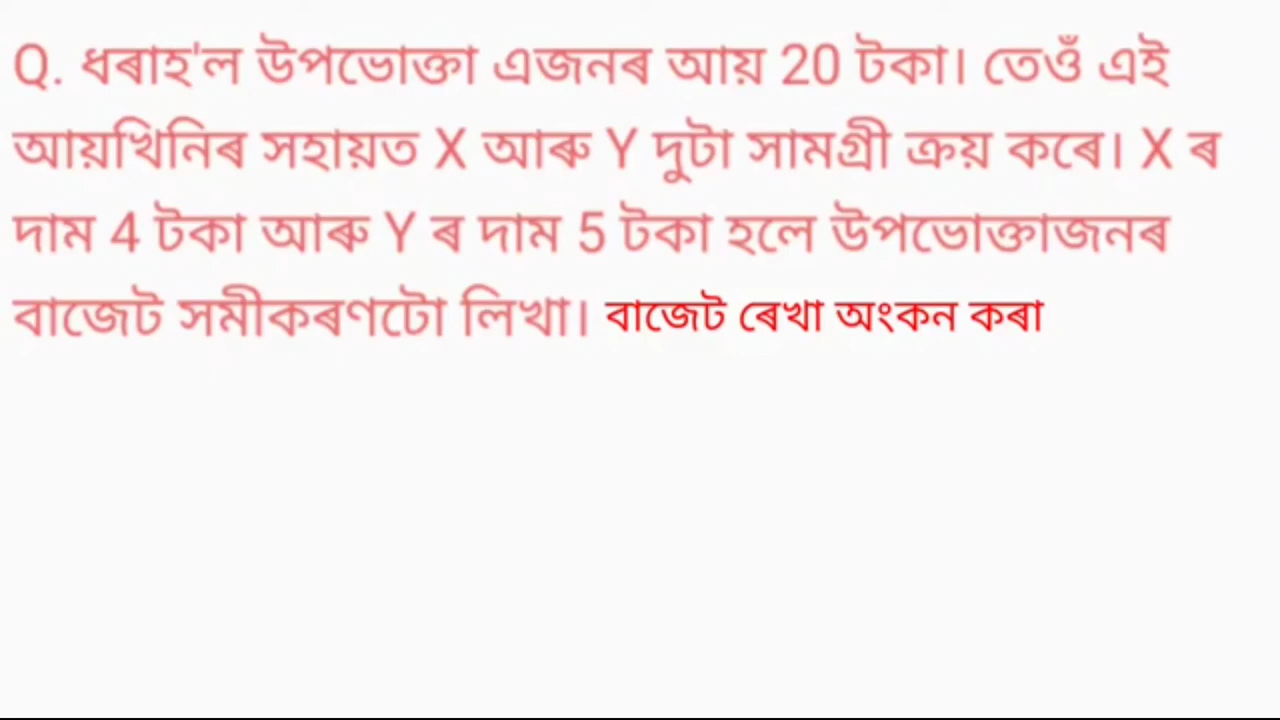 Q. ধৰাহ'ল উপভোক্তা এজনৰ আয় 20 টকা। তেওঁ এই
আয়খিনিৰ সহায়ত X আৰু Y দুটা সামগ্ৰী ক্ৰয় কৰে। X ৰ
দাম 4 টকা আৰু Y ৰ দাম 5 টকা হলে উপভোক্তাজনৰ
বাজেট সমীকৰণটো লিখা। বাজেট ৰেখা অংকন কৰা